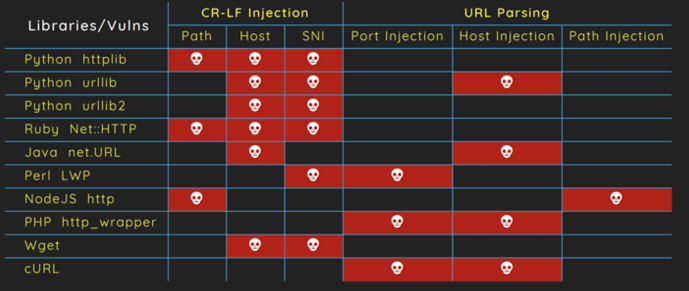 Libraries/Vulns
CR-LF Injection URL Parsing
Path Host SNI Port Injection Host Injection Path Injection
Python httplib
Python urllib
Python urllib2
Ruby Net::HTTP
Java net.URL
Perl LWP
NodeJS http
PHP http_wrapper
Wget
cURL